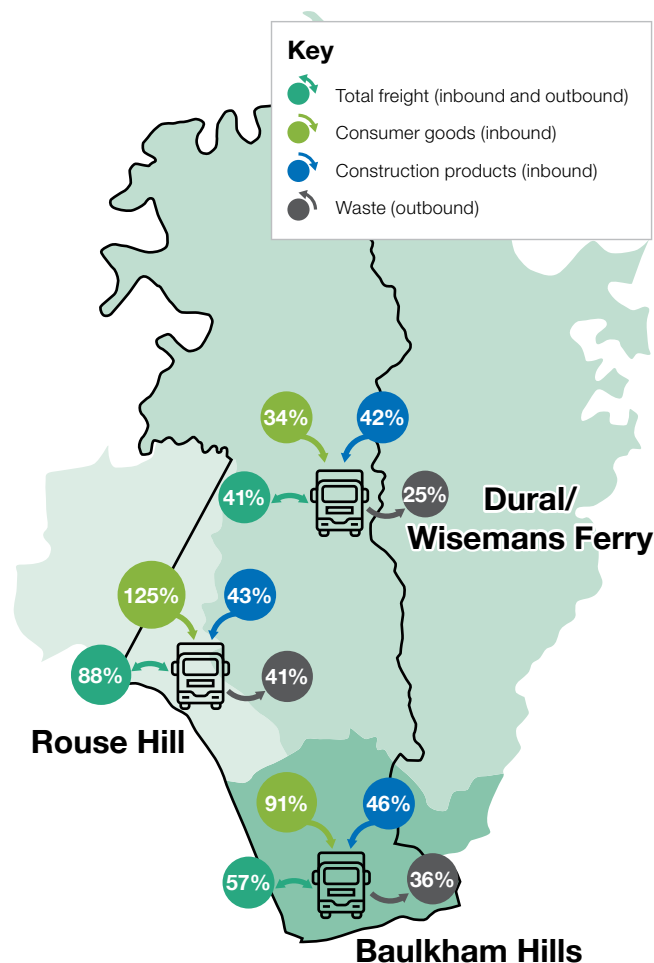 Key
Total freight (inbound and outbound)
Consumer goods (inbound)
Construction products (inbound)
Waste (outbound)
34%
42%
41%
25%
Dural/
Wisemans Ferry
125%
43%
88%
41%
Rouse Hill
91%
46%
57%
36%
Baulkham Hills